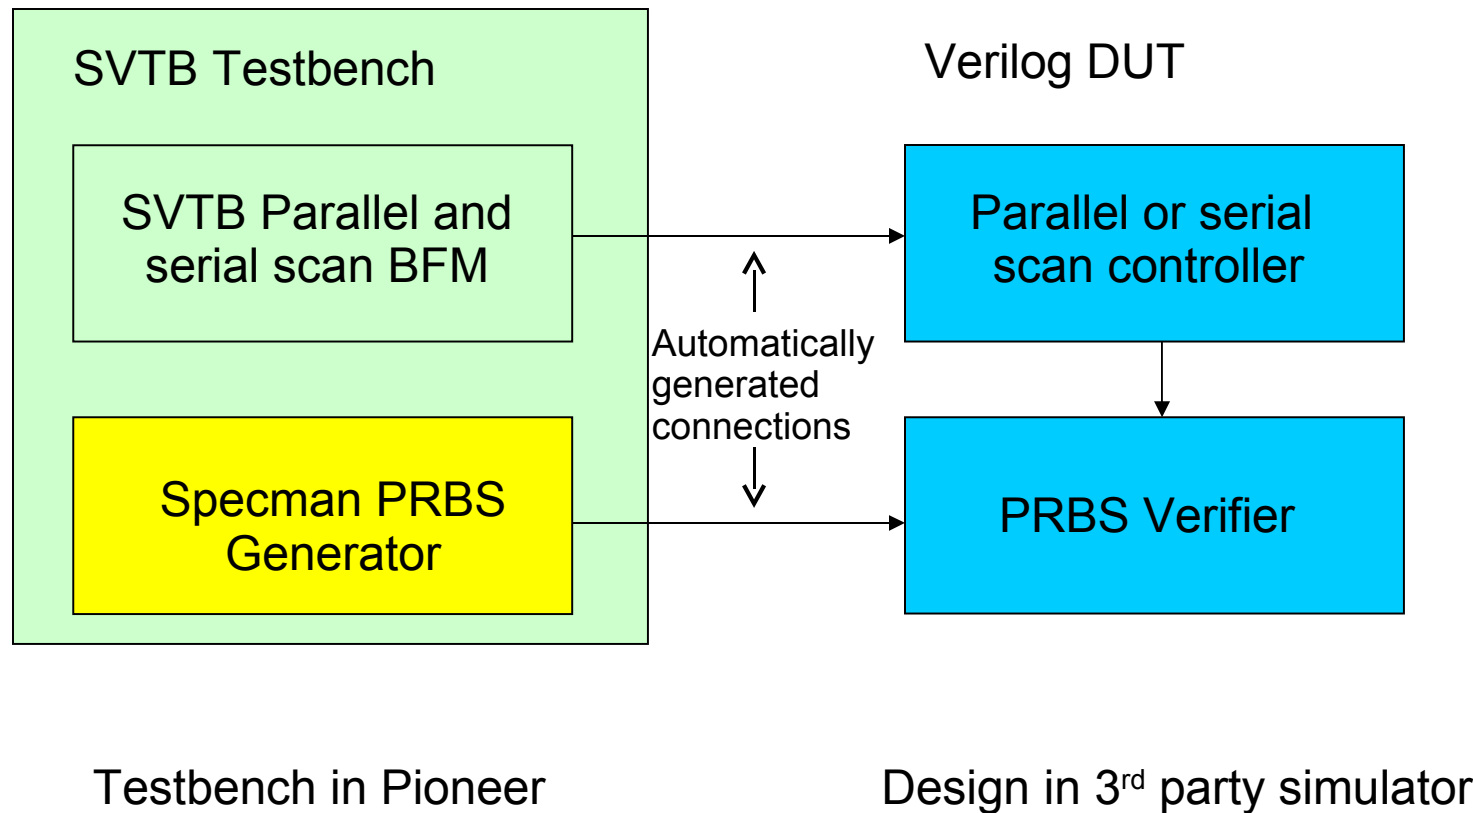 SVTB Testbench
Verilog DUT
SVTB Parallel and
serial scan BFM
Parallel or serial
scan controller
Automatically
generated
connections
Specman PRBS
Generator
PRBS Verifier
Testbench in Pioneer
Design in 3rd party simulator